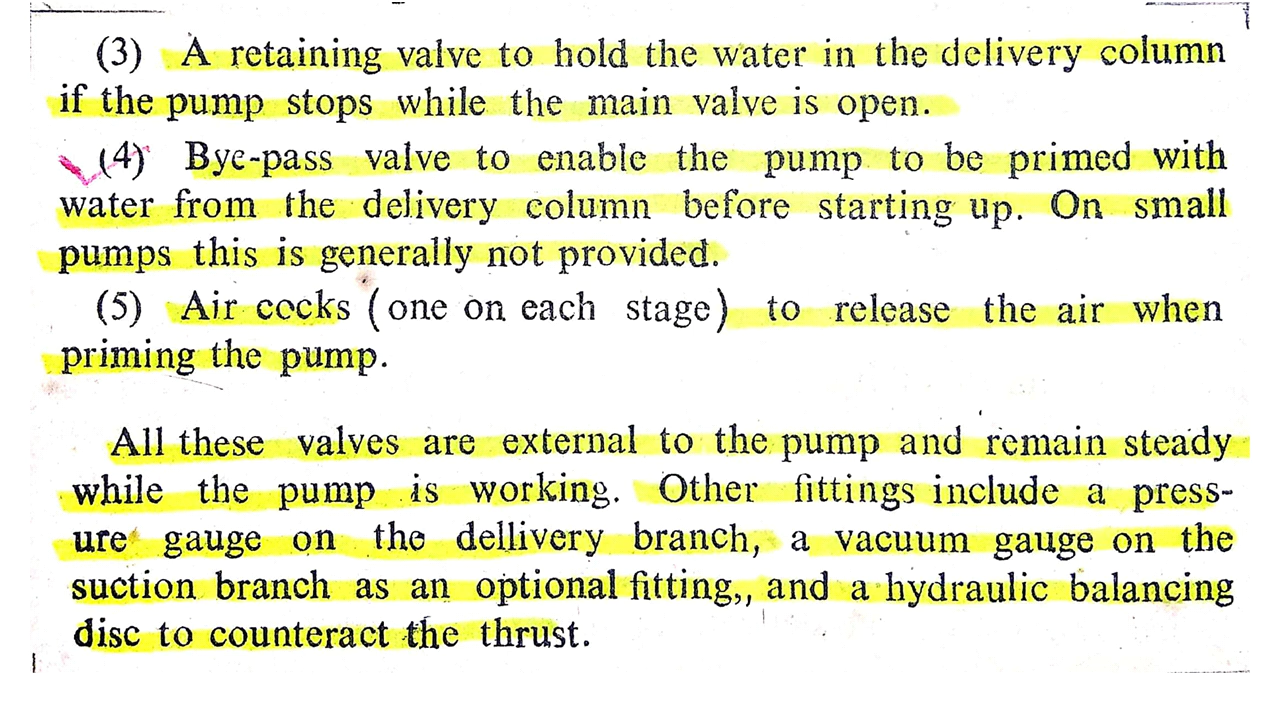 (3) A retaining valve to hold the water in the delivery column
if the pump stops while the main valve is open.
(4) Bye-pass valve to enable the pump to be primed with
water from the delivery column before starting up. On small
pumps this is generally not provided.
(5) Air cocks (one on each stage) to release the air when
priming the pump.
All these valves are external to the pump and remain steady
while the pump is working. Other fittings include a press-
ure gauge on the dellivery branch, a vacuum gauge on the
suction branch as an optional fitting,, and a hydraulic balancing
disc to counteract the thrust.